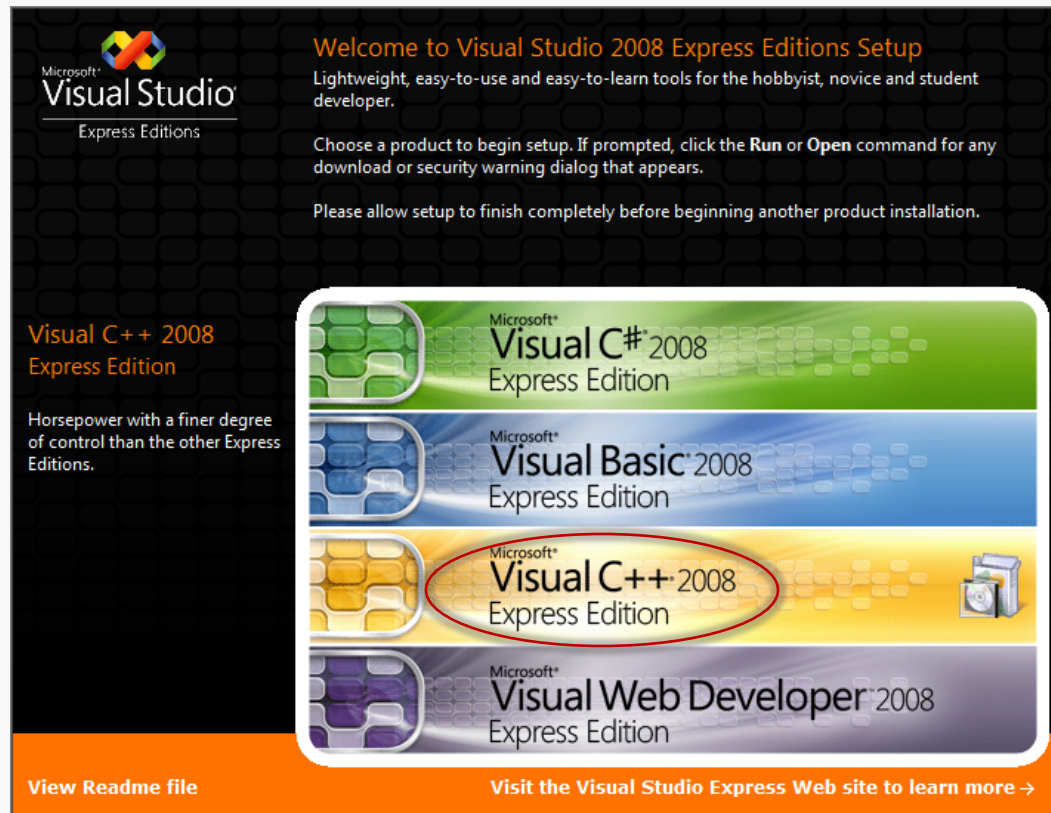 Microsoft®
Visual Studio®
Express Editions
Welcome to Visual Studio 2008 Express Editions Setup
Lightweight, easy-to-use and easy-to-learn tools for the hobbyist, novice and student
developer.
Choose a product to begin setup. If prompted, click the Run or Open command for any
download or security warning dialog that appears.
Please allow setup to finish completely before beginning another product installation.
Visual C++ 2008
Express Edition
Horsepower with a finer degree
of control than the other Express
Editions.
Microsoft®
Visual C#® 2008
Express Edition
Microsoft®
Visual Basic® 2008
Express Edition
Microsoft®
Visual C++® 2008
Express Edition
Microsoft®
Visual Web Developer™ 2008
Express Edition
View Readme file
Visit the Visual Studio Express Web site to learn more →